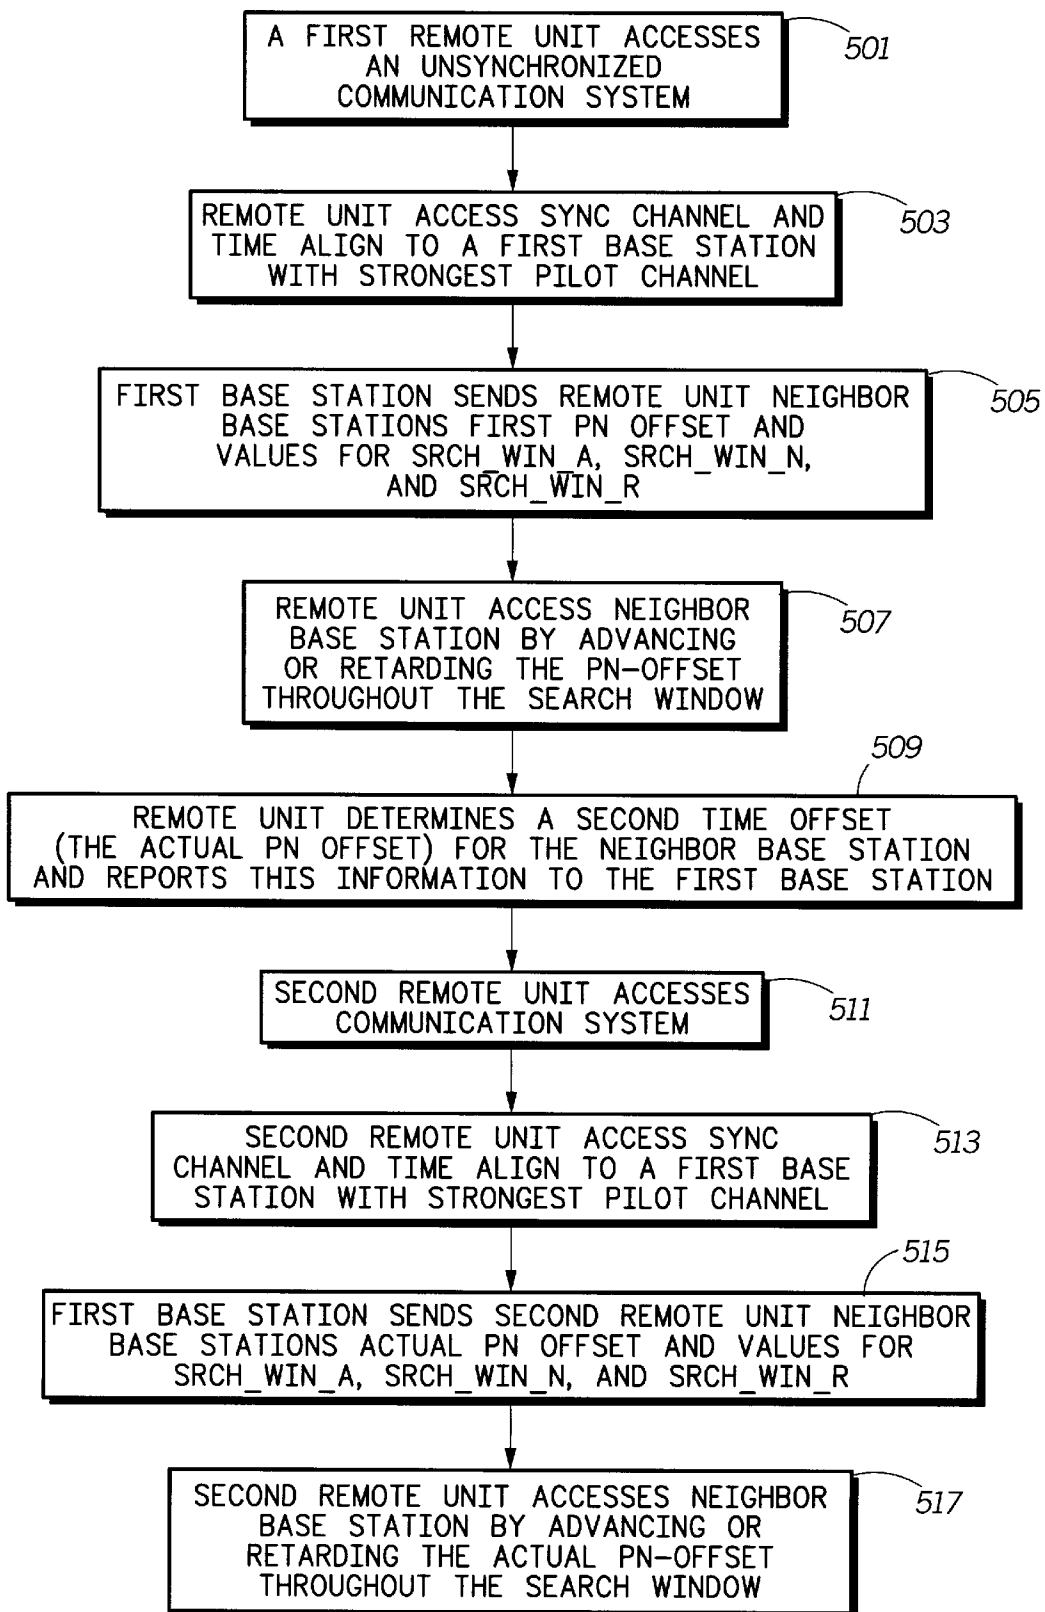 A FIRST REMOTE UNIT ACCESSES
AN UNSYNCHRONIZED
COMMUNICATION SYSTEM
501
REMOTE UNIT ACCESS SYNC CHANNEL AND
TIME ALIGN TO A FIRST BASE STATION
WITH STRONGEST PILOT CHANNEL
503
FIRST BASE STATION SENDS REMOTE UNIT NEIGHBOR
BASE STATIONS FIRST PN OFFSET AND
VALUES FOR SRCH_WIN_A, SRCH_WIN_N,
AND SRCH_WIN_R
505
REMOTE UNIT ACCESS NEIGHBOR
BASE STATION BY ADVANCING
OR RETARDING THE PN-OFFSET
THROUGHOUT THE SEARCH WINDOW
507
509
REMOTE UNIT DETERMINES A SECOND TIME OFFSET
(THE ACTUAL PN OFFSET) FOR THE NEIGHBOR BASE STATION
AND REPORTS THIS INFORMATION TO THE FIRST BASE STATION
SECOND REMOTE UNIT ACCESSES
COMMUNICATION SYSTEM
511
SECOND REMOTE UNIT ACCESS SYNC
CHANNEL AND TIME ALIGN TO A FIRST BASE
STATION WITH STRONGEST PILOT CHANNEL
513
515
FIRST BASE STATION SENDS SECOND REMOTE UNIT NEIGHBOR
BASE STATIONS ACTUAL PN OFFSET AND VALUES FOR
SRCH_WIN_A, SRCH_WIN_N, AND SRCH_WIN_R
SECOND REMOTE UNIT ACCESSES NEIGHBOR
BASE STATION BY ADVANCING OR
RETARDING THE ACTUAL PN-OFFSET
THROUGHOUT THE SEARCH WINDOW
517